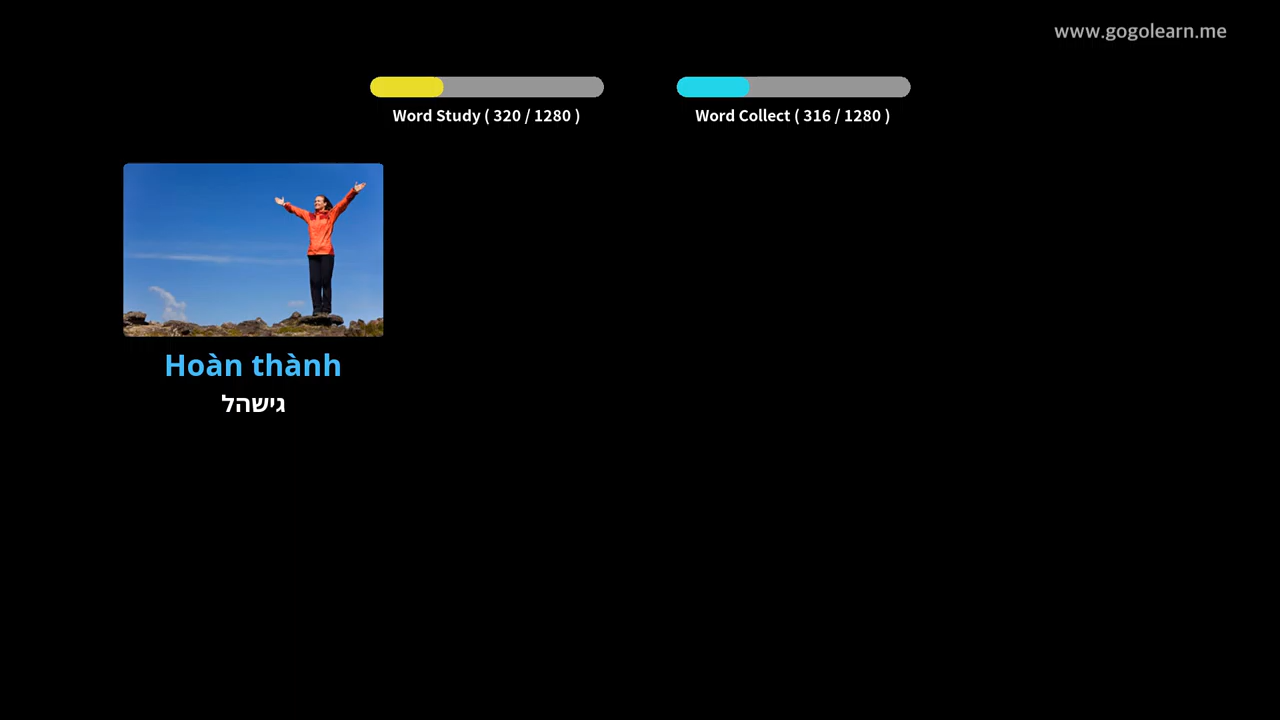 www.gogolearn.me
Word Study ( 320 / 1280 )
Word Collect ( 316 / 1280 )
Hoàn thành
גישהל